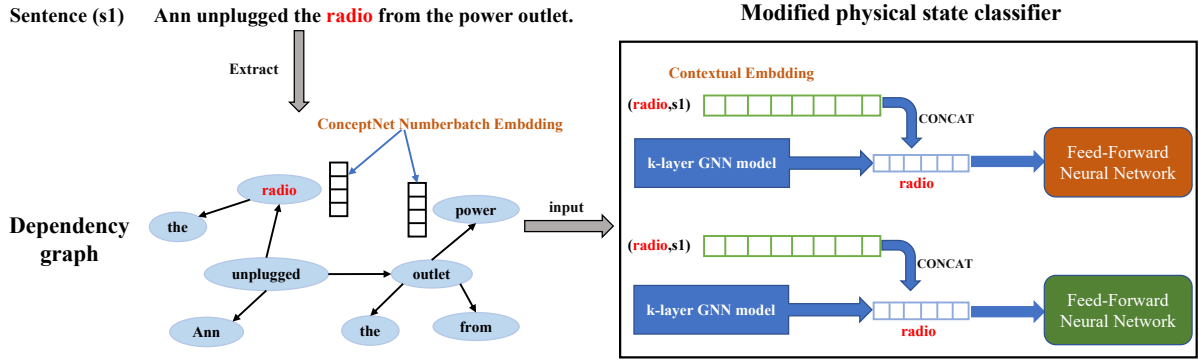 Sentence (s1)
Ann unplugged the radio from the power outlet.
Extract
ConceptNet Numberbatch Embdding
radio
the
power
Dependency
graph
unplugged
outlet
Ann
the
from
input
Modified physical state classifier
Contextual Embdding
(radio,s1)
CONCAT
k-layer GNN model
radio
Feed-Forward
Neural Network
(radio,s1)
CONCAT
k-layer GNN model
radio
Feed-Forward
Neural Network